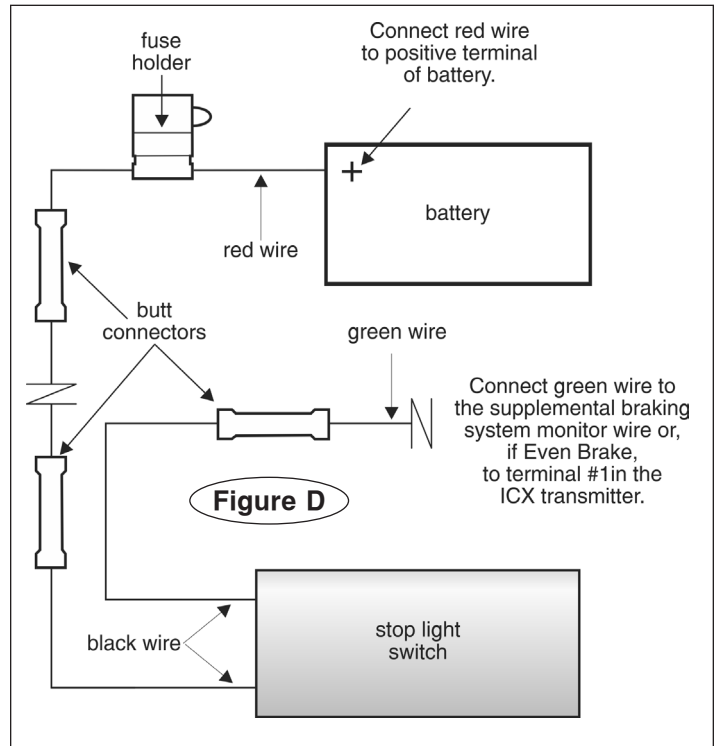 fuse
holder
Connect red wire
to positive terminal
of battery.
+
battery
red wire
butt
connectors
green wire
Connect green wire to
the supplemental braking
system monitor wire or,
if Even Brake,
to terminal #1in the
ICX transmitter.
Figure D
black wire
stop light
switch